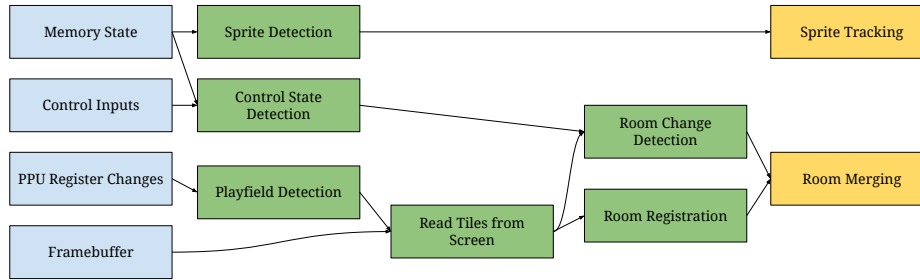 Memory State
Sprite Detection
Sprite Tracking
Control Inputs
Control State
Detection
Room Change
Detection
PPU Register Changes
Playfield Detection
Room Merging
Read Tiles from
Screen
Room Registration
Framebuffer